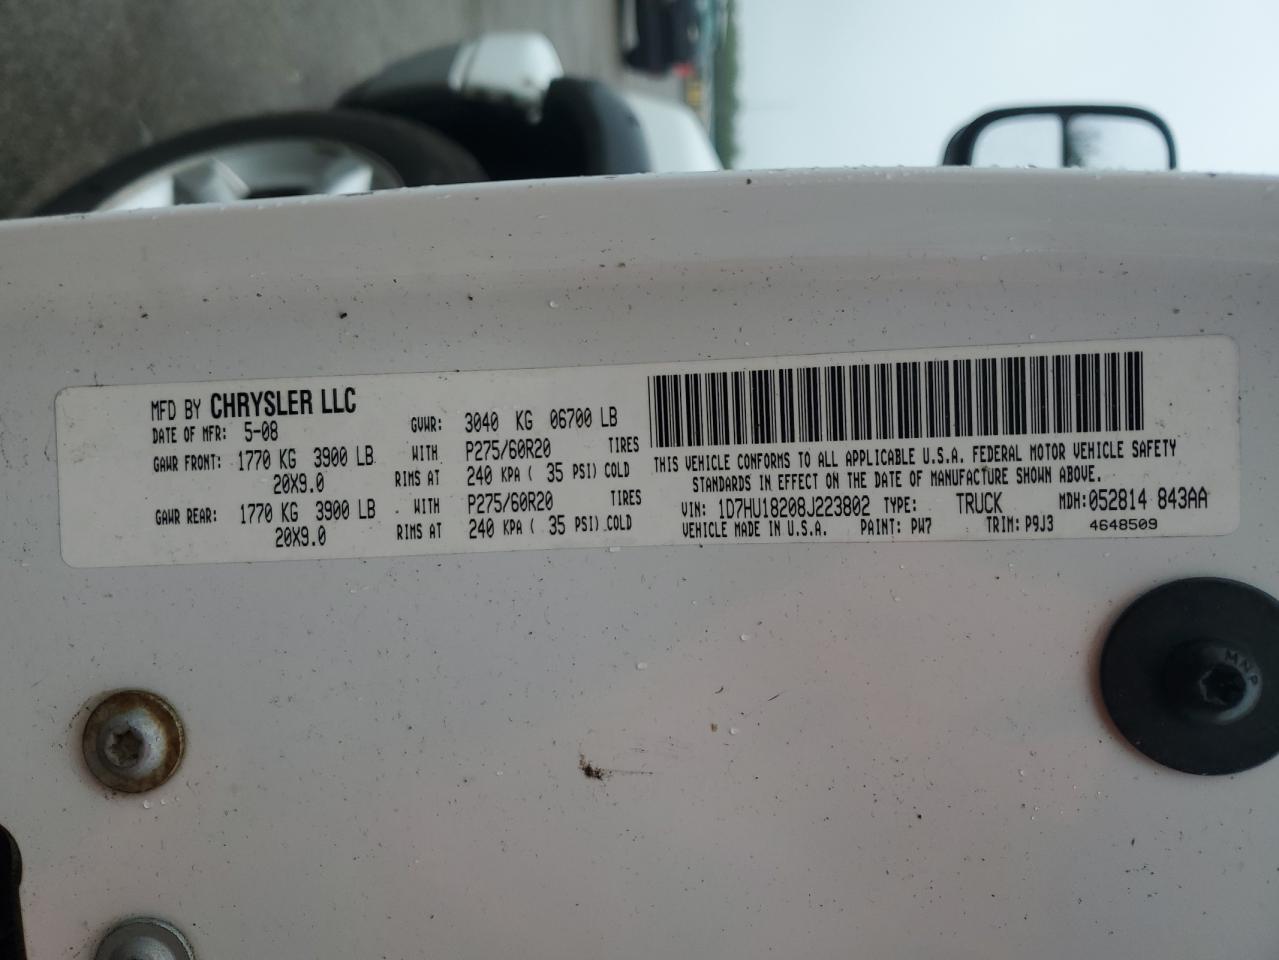 MFD BY CHRYSLER LLC
DATE OF MFR: 5-08 GVWR: 3040 KG 06700 LB
GAWR FRONT: 1770 KG 3900 LB WITH P275/60R20 TIRES
20X9.0 RIMS AT 240 KPA ( 35 PSI) COLD
GAWR REAR: 1770 KG 3900 LB WITH P275/60R20 TIRES
20X9.0 RIMS AT 240 KPA ( 35 PSI) COLD
THIS VEHICLE CONFORMS TO ALL APPLICABLE U.S.A. FEDERAL MOTOR VEHICLE SAFETY
STANDARDS IN EFFECT ON THE DATE OF MANUFACTURE SHOWN ABOVE.
VIN: 1D7HU18208J223802 TYPE: TRUCK MDH:052814 843AA
VEHICLE MADE IN U.S.A. PAINT: PW7 TRIM: P9J3 4648509
MNP